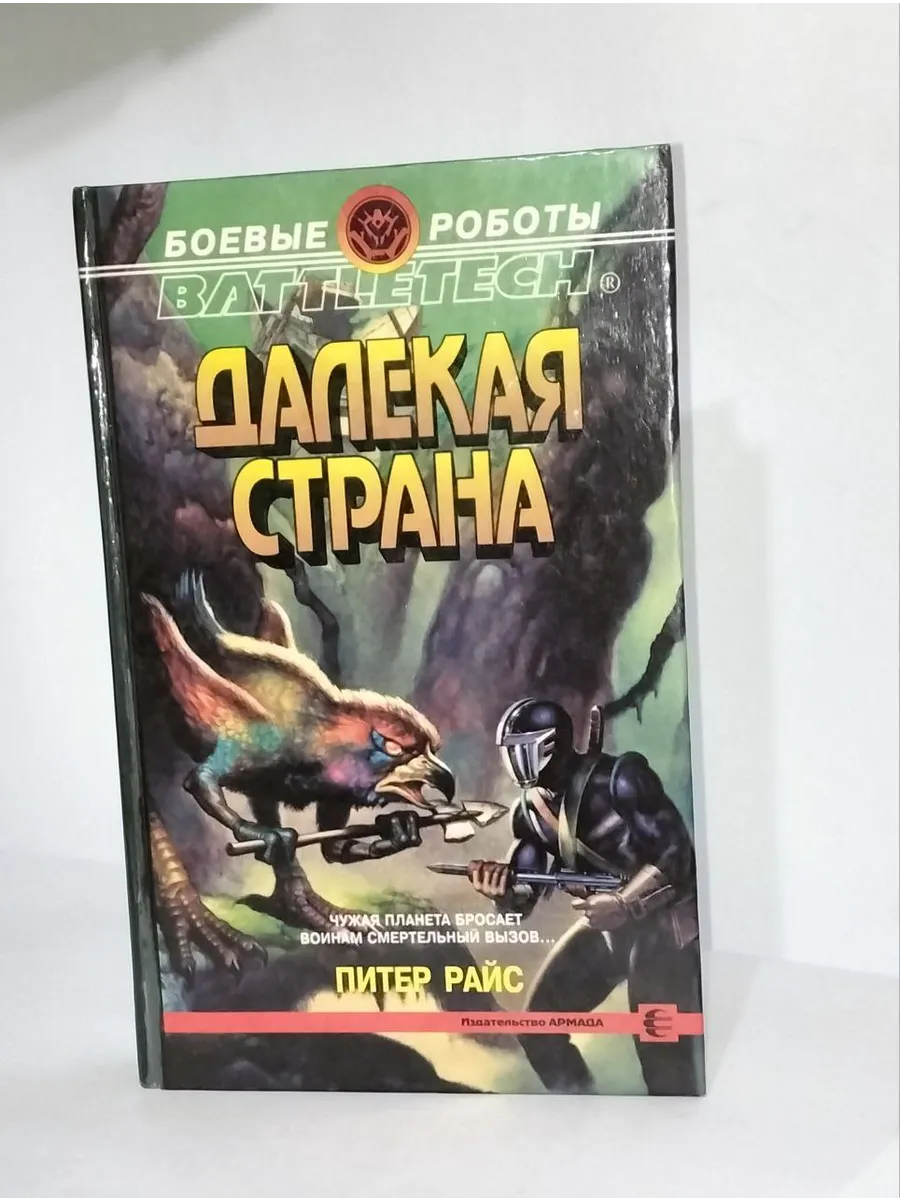 БОЕВЫЕ РОБОТЫ
BATTLETECH®
ДАЛЕКАЯ
СТРАНА
ЧУЖАЯ ПЛАНЕТА БРОСАЕТ
ВОИНАМ СМЕРТЕЛЬНЫЙ ВЫЗОВ...
ПИТЕР РАЙС
Издательство АРМАДА